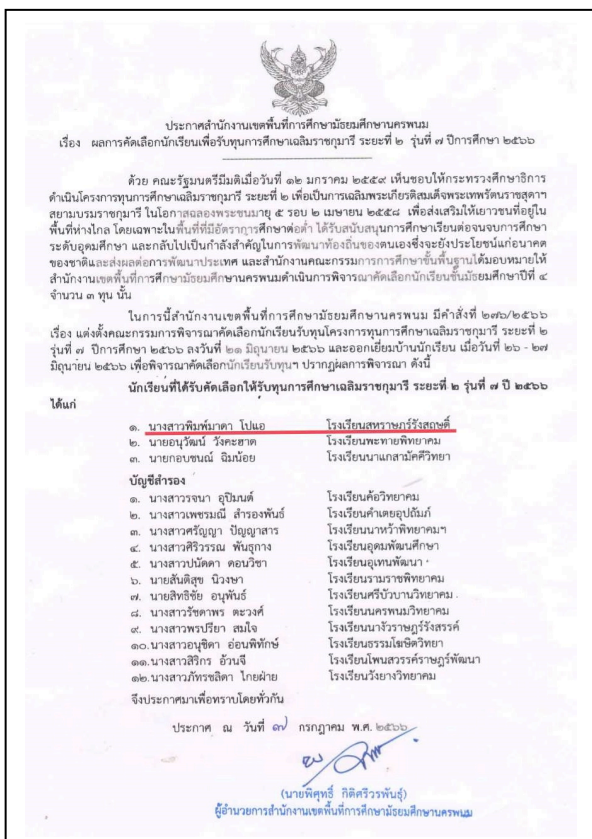 ประกาศสำนักงานเขตพื้นที่การศึกษามัธยมศึกษานครพนม
เรื่อง ผลการคัดเลือกนักเรียนเพื่อรับทุนการศึกษาเฉลิมราชกุมารี ระยะที่ ๒ รุ่นที่ ๗ ปีการศึกษา ๒๕๖๖
ด้วย คณะรัฐมนตรีมีมติเมื่อวันที่ ๑๒ มกราคม ๒๕๕๙ เห็นชอบให้กระทรวงศึกษาธิการ
ดำเนินโครงการทุนการศึกษาเฉลิมราชกุมารี ระยะที่ ๒ เพื่อเป็นการเฉลิมพระเกียรติสมเด็จพระเทพรัตนราชสุดาฯ
สยามบรมราชกุมารี ในโอกาสฉลองพระชนมายุ ๕ รอบ ๒ เมษายน ๒๕๕๘ เพื่อส่งเสริมให้เยาวชนที่อยู่ใน
พื้นที่ห่างไกล โดยเฉพาะในพื้นที่ที่มีอัตราการศึกษาต่อต่ำ ได้รับสนับสนุนการศึกษาเรียนต่อจนจบการศึกษา
ระดับอุดมศึกษา และกลับไปเป็นกำลังสำคัญในการพัฒนาท้องถิ่นของตนเองซึ่งจะยังประโยชน์แก่อนาคต
ของชาติและส่งผลต่อการพัฒนาประเทศ และสำนักงานคณะกรรมการการศึกษาขั้นพื้นฐานได้มอบหมายให้
สำนักงานเขตพื้นที่การศึกษามัธยมศึกษานครพนมดำเนินการพิจารณาคัดเลือกนักเรียนชั้นมัธยมศึกษาปีที่ ๔
จำนวน ๓ ทุน นั้น
ในการนี้สำนักงานเขตพื้นที่การศึกษามัธยมศึกษานครพนม มีคำสั่งที่ ๒๗๖/๒๕๖๖
เรื่อง แต่งตั้งคณะกรรมการพิจารณาคัดเลือกนักเรียนรับทุนโครงการทุนการศึกษาเฉลิมราชกุมารี ระยะที่ ๒
รุ่นที่ ๗ ปีการศึกษา ๒๕๖๖ ลงวันที่ ๒๑ มิถุนายน ๒๕๖๖ และออกเยี่ยมบ้านนักเรียน เมื่อวันที่ ๒๖ - ๒๗
มิถุนายน ๒๕๖๖ เพื่อพิจารณาคัดเลือกนักเรียนรับทุนฯ ปรากฏผลการพิจารณา ดังนี้
นักเรียนที่ได้รับคัดเลือกให้รับทุนการศึกษาเฉลิมราชกุมารี ระยะที่ ๒ รุ่นที่ ๗ ปี ๒๕๖๖
ได้แก่
๑. นางสาวพิมพ์มาดา โปแอ โรงเรียนสหราษฎร์รังสฤษดิ์
๒. นายอนุวัฒน์ วังคะฮาต โรงเรียนพะทายพิทยาคม
๓. นายกอบชนณ์ ฉิมน้อย โรงเรียนนาแกสามัคคีวิทยา
บัญชีสำรอง
๑. นางสาวรจนา อุปิมนต์ โรงเรียนค้อวิทยาคม
๒. นางสาวเพชรมณี สำรองพันธ์ โรงเรียนคำเตยอุปถัมภ์
๓. นางสาวศรัญญา ปัญญาสาร โรงเรียนนาหว้าพิทยาคมฯ
๔. นางสาวศิริวรรณ พันธุกาง โรงเรียนอุดมพัฒนศึกษา
๕. นางสาวปนัดดา ดอนวิชา โรงเรียนอุเทนพัฒนา
๖. นายสันติสุข นิวงษา โรงเรียนรามราชพิทยาคม
๗. นายสิทธิชัย อนุพันธ์ โรงเรียนศรีบัวบานวิทยาคม
๘. นางสาวรัชดาพร ตะวงศ์ โรงเรียนนครพนมวิทยาคม
๙. นางสาวพรปรียา สมใจ โรงเรียนนางัวราษฎร์รังสรรค์
๑๐.นางสาวอนุชิดา อ่อนพิทักษ์ โรงเรียนธรรมโฆษิตวิทยา
๑๑.นางสาวสิริกร อ้วนจี โรงเรียนโพนสวรรค์ราษฎร์พัฒนา
๑๒.นางสาวภัทรชลิดา ไกยฝ่าย โรงเรียนวังยางวิทยาคม
จึงประกาศมาเพื่อทราบโดยทั่วกัน
ประกาศ ณ วันที่ ๗ กรกฎาคม พ.ศ. ๒๕๖๖
(นายพิศุทธิ์ กิติศรีวรพันธุ์)
ผู้อำนวยการสำนักงานเขตพื้นที่การศึกษามัธยมศึกษานครพนม